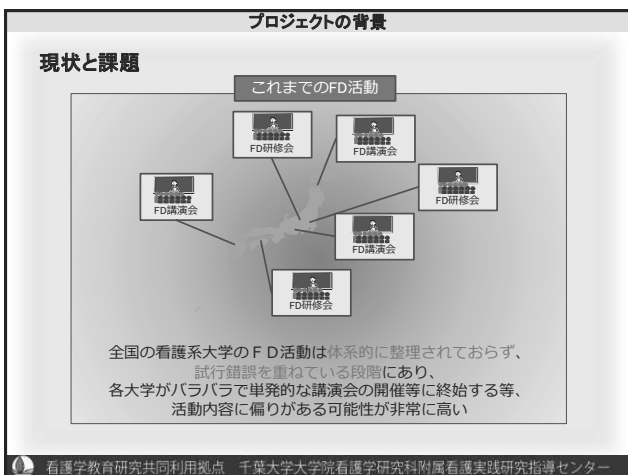 プロジェクトの背景
現状と課題
これまでのFD活動
FD研修会
FD講演会
FD講演会
FD研修会
FD講演会
FD研修会
全国の看護系大学のＦＤ活動は体系的に整理されておらず、
試行錯誤を重ねている段階にあり、
各大学がバラバラで単発的な講演会の開催等に終始する等、
活動内容に偏りがある可能性が非常に高い
看護学教育研究共同利用拠点　千葉大学大学院看護学研究科附属看護実践研究指導センター